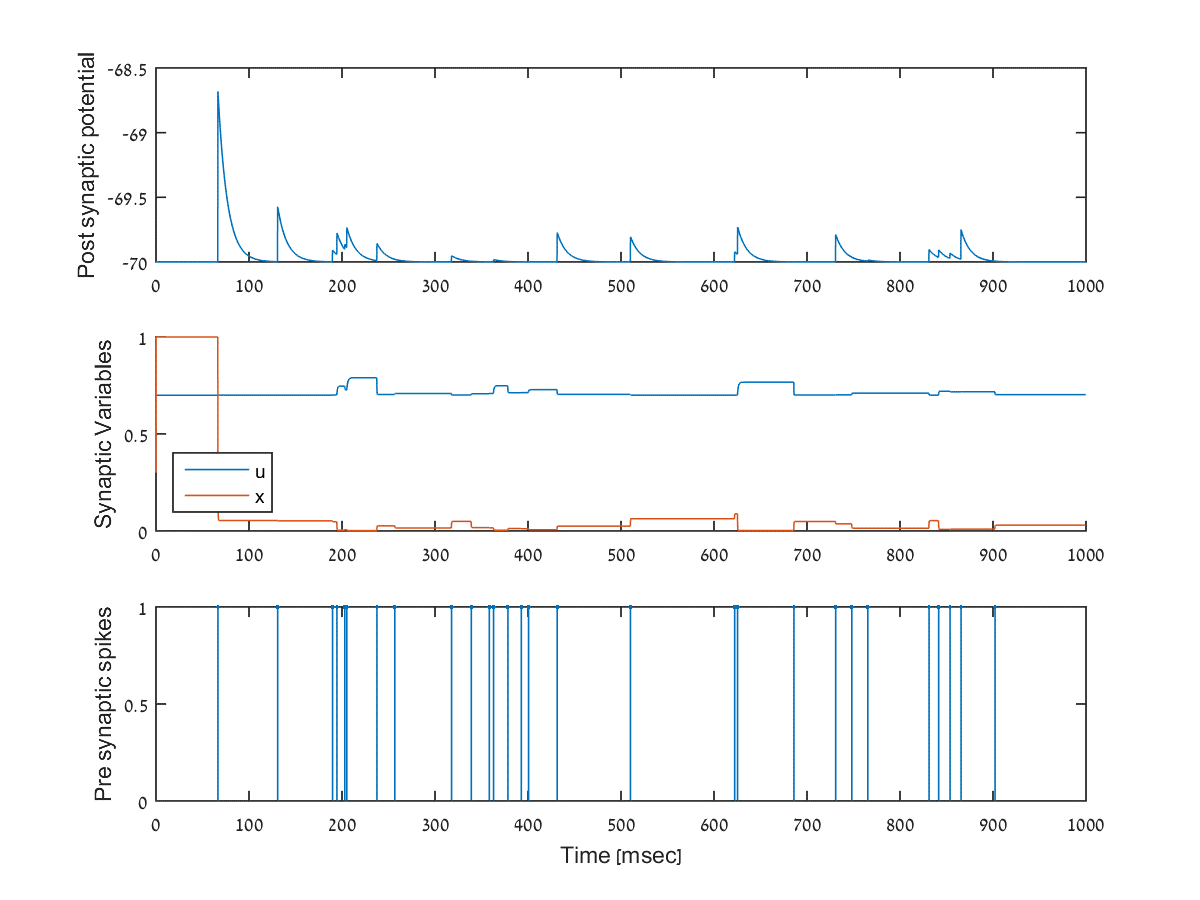 Post synaptic potential
-68.5
-69
-69.5
-70
0 100 200 300 400 500 600 700 800 900 1000
Synaptic Variables
1
0.5
0
u
x
0 100 200 300 400 500 600 700 800 900 1000
Pre synaptic spikes
1
0.5
0
0 100 200 300 400 500 600 700 800 900 1000
Time [msec]